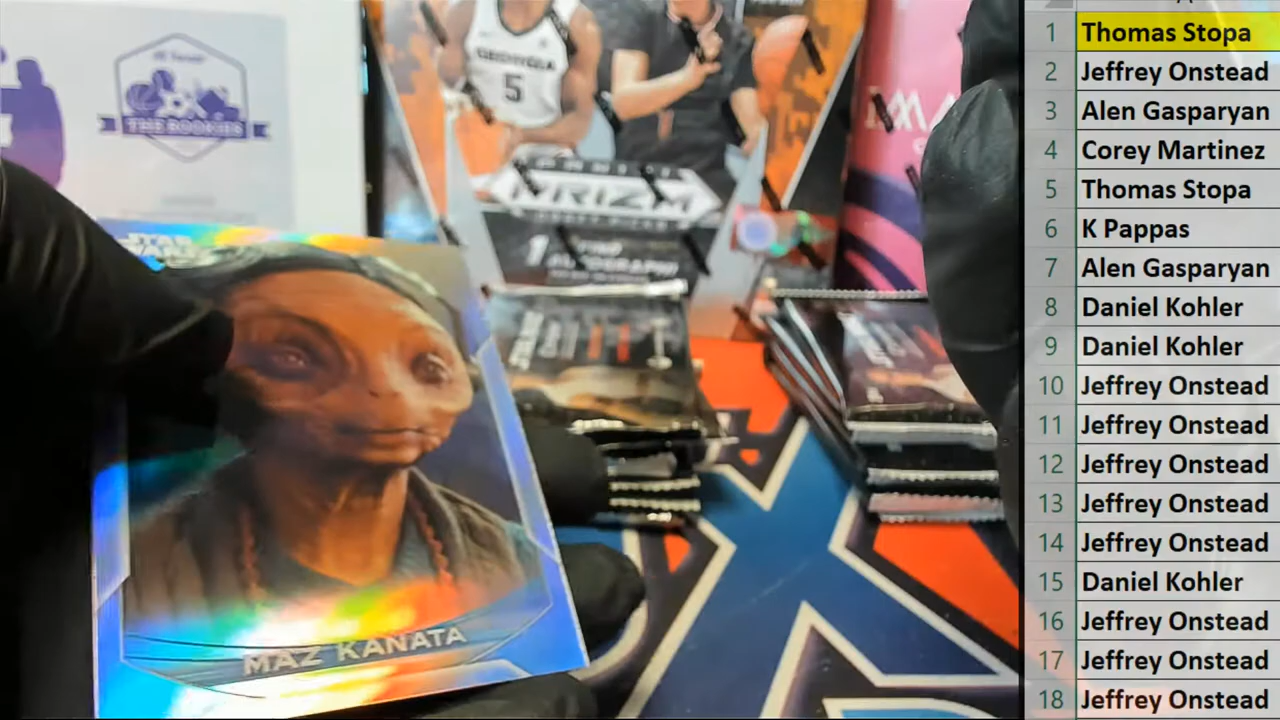 THE ROOKIES
GEORGIA
5
PANINI
PRIZM
1
AUTOGRAPH
STAR WARS
MAZ KANATA
1 Thomas Stopa
2 Jeffrey Onstead
3 Alen Gasparyan
4 Corey Martinez
5 Thomas Stopa
6 K Pappas
7 Alen Gasparyan
8 Daniel Kohler
9 Daniel Kohler
10 Jeffrey Onstead
11 Jeffrey Onstead
12 Jeffrey Onstead
13 Jeffrey Onstead
14 Jeffrey Onstead
15 Daniel Kohler
16 Jeffrey Onstead
17 Jeffrey Onstead
18 Jeffrey Onstead